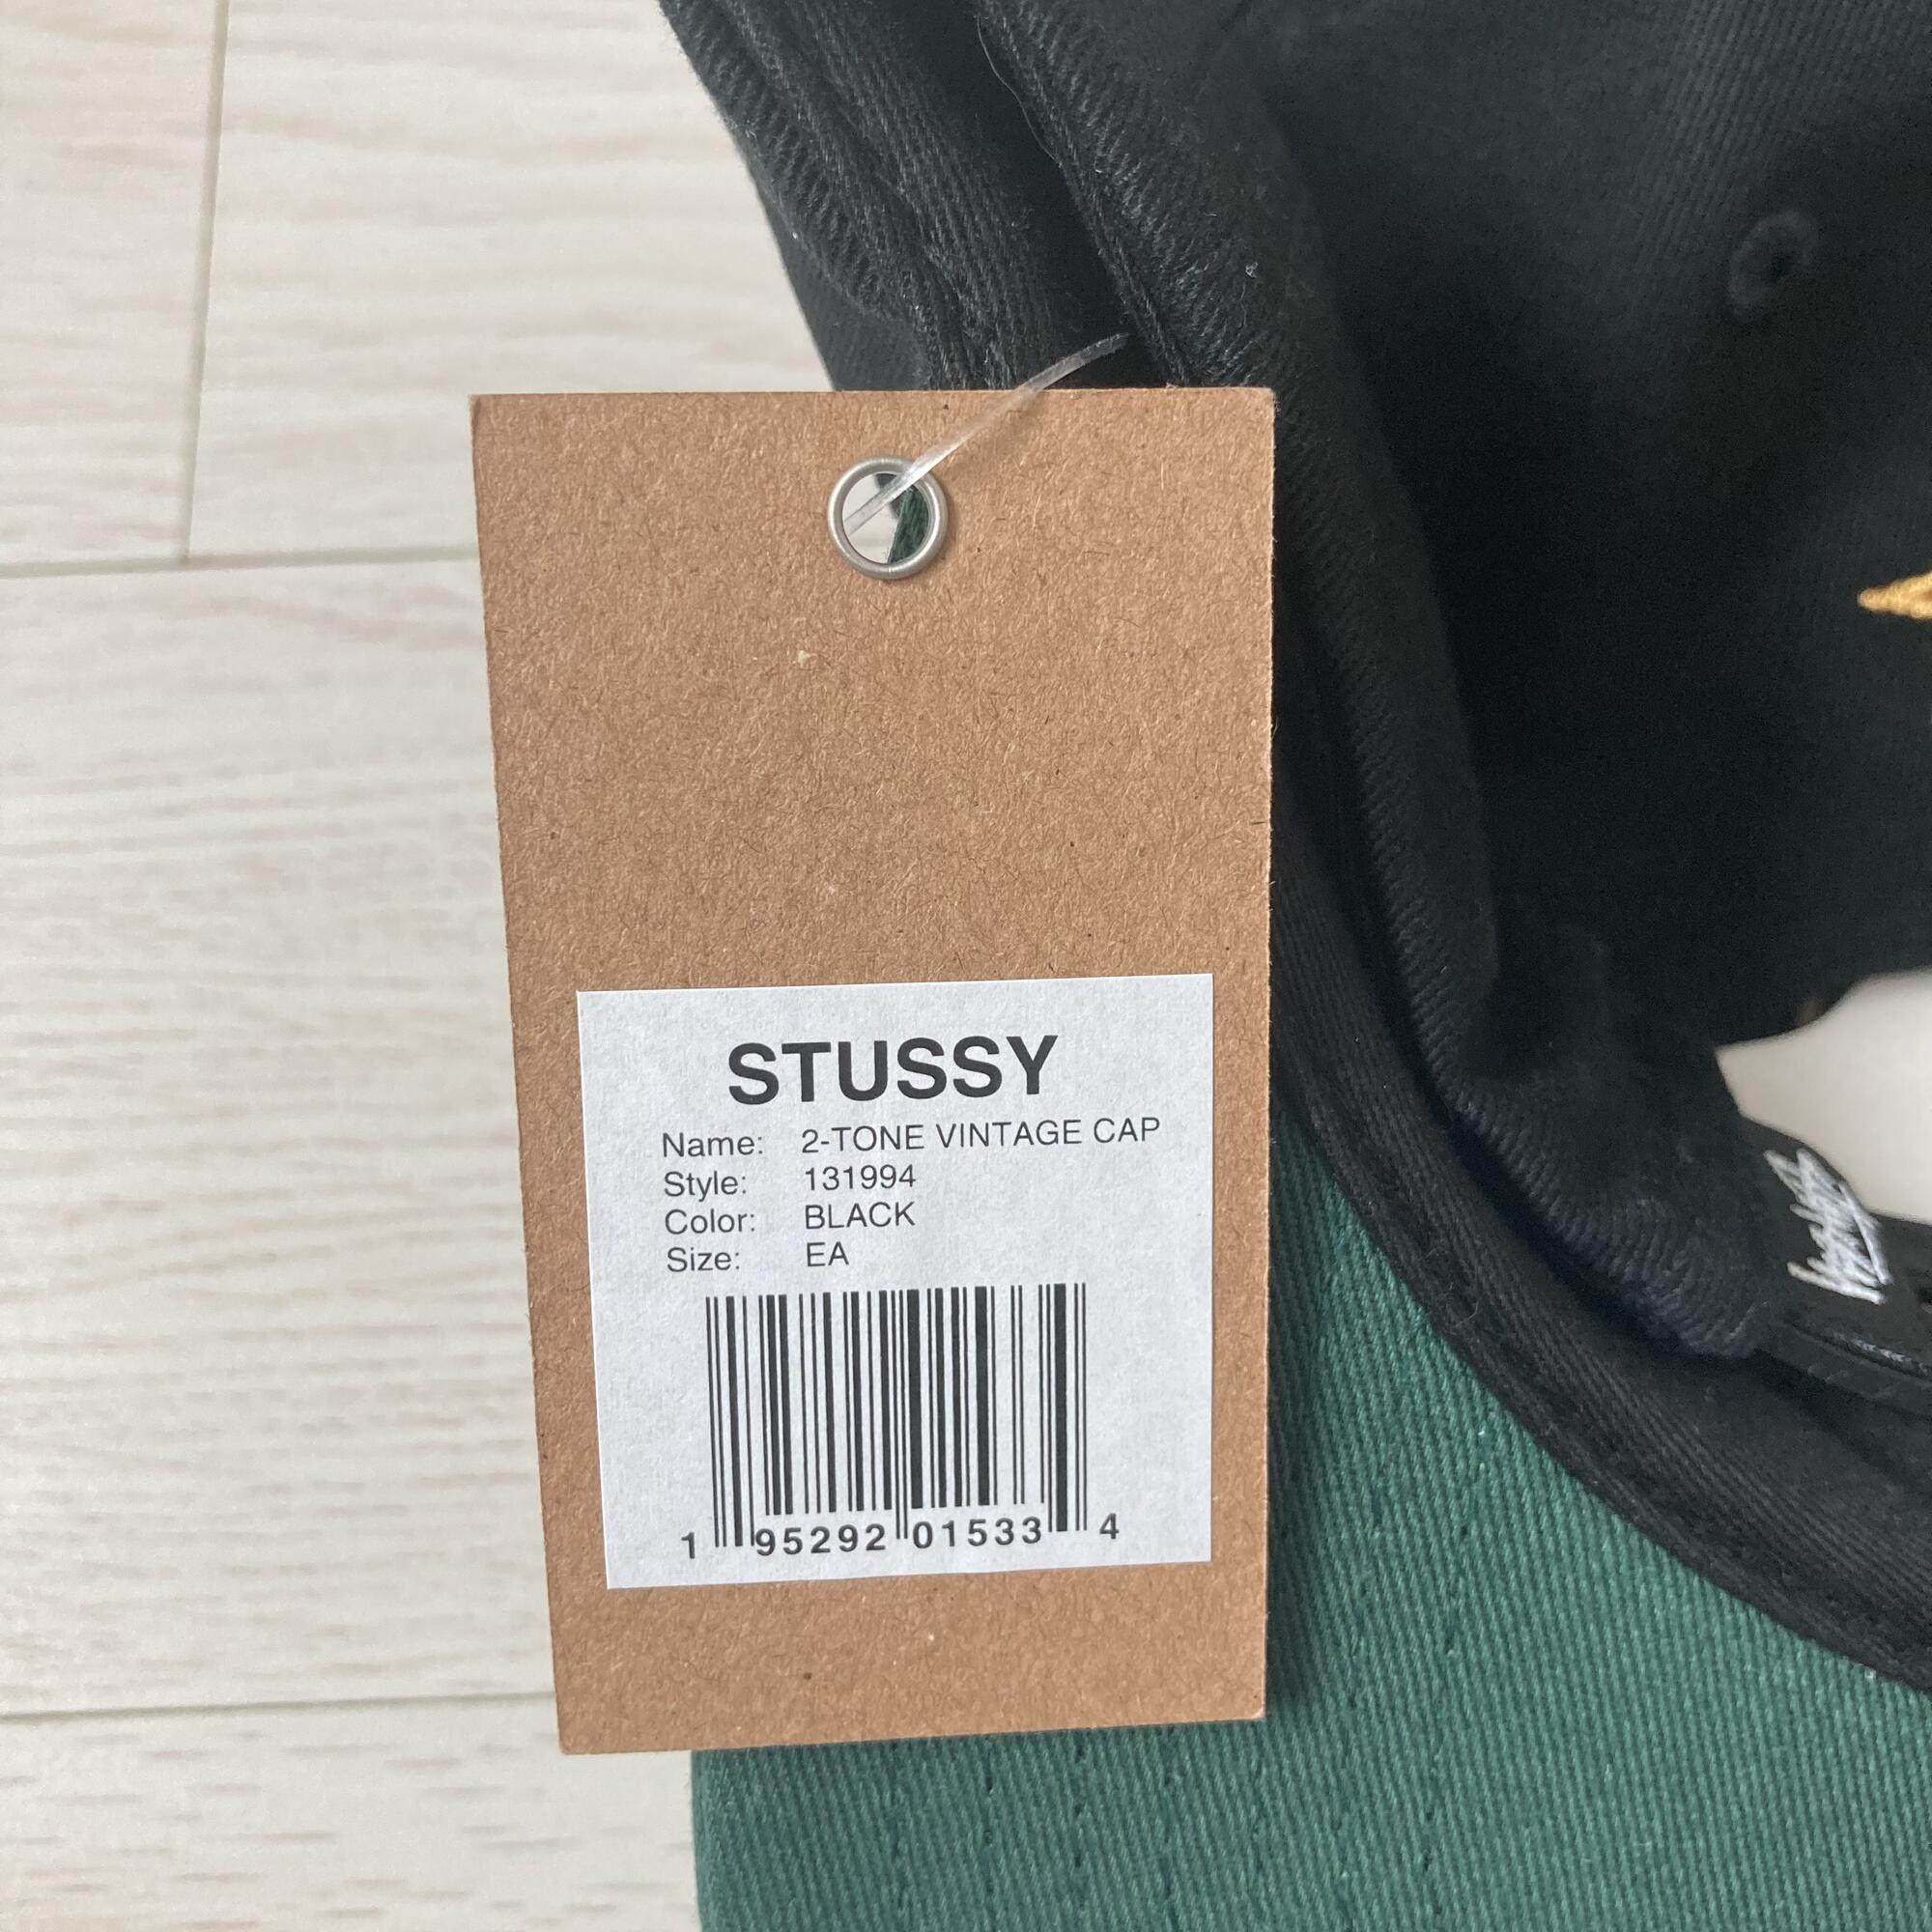 STUSSY
Name: 2-TONE VINTAGE CAP
Style: 131994
Color: BLACK
Size: EA
1 95292 01533 4